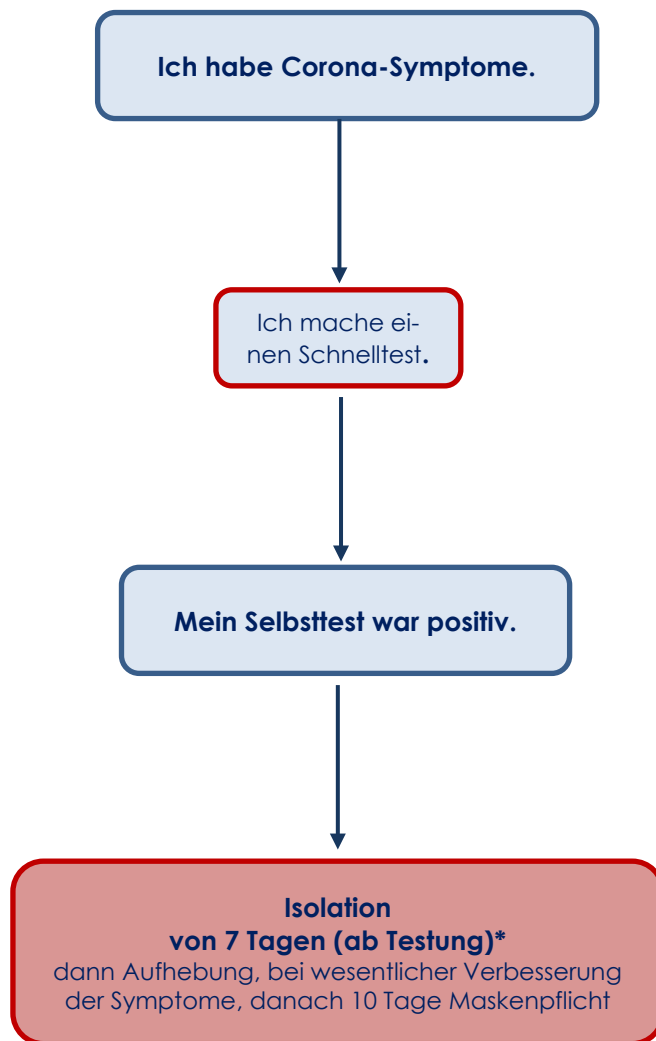 Ich habe Corona-Symptome.
Ich mache ei-
nen Schnelltest.
Mein Selbsttest war positiv.
Isolation
von 7 Tagen (ab Testung)*
dann Aufhebung, bei wesentlicher Verbesserung
der Symptome, danach 10 Tage Maskenpflicht